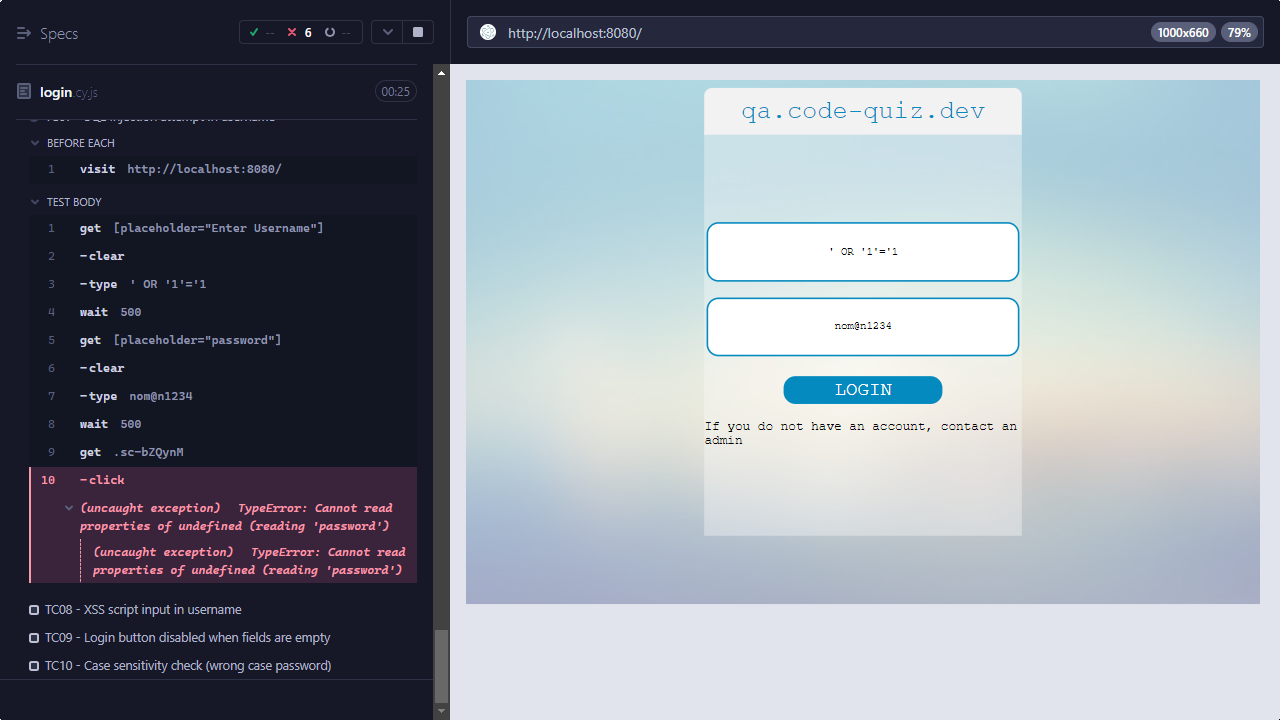 Specs
-- 6 --
http://localhost:8080/
1000x660
79%
login.cy.js
00:25
BEFORE EACH
1 visit http://localhost:8080/
TEST BODY
1 get [placeholder="Enter Username"]
2 -clear
3 -type ' OR '1'='1
4 wait 500
5 get [placeholder="password"]
6 -clear
7 -type nom@n1234
8 wait 500
9 get .sc-bZQynM
10 -click
(uncaught exception) TypeError: Cannot read
properties of undefined (reading 'password')
(uncaught exception) TypeError: Cannot read
properties of undefined (reading 'password')
TC08 - XSS script input in username
TC09 - Login button disabled when fields are empty
TC10 - Case sensitivity check (wrong case password)
qa.code-quiz.dev
' OR '1'='1
nom@n1234
LOGIN
If you do not have an account, contact an
admin